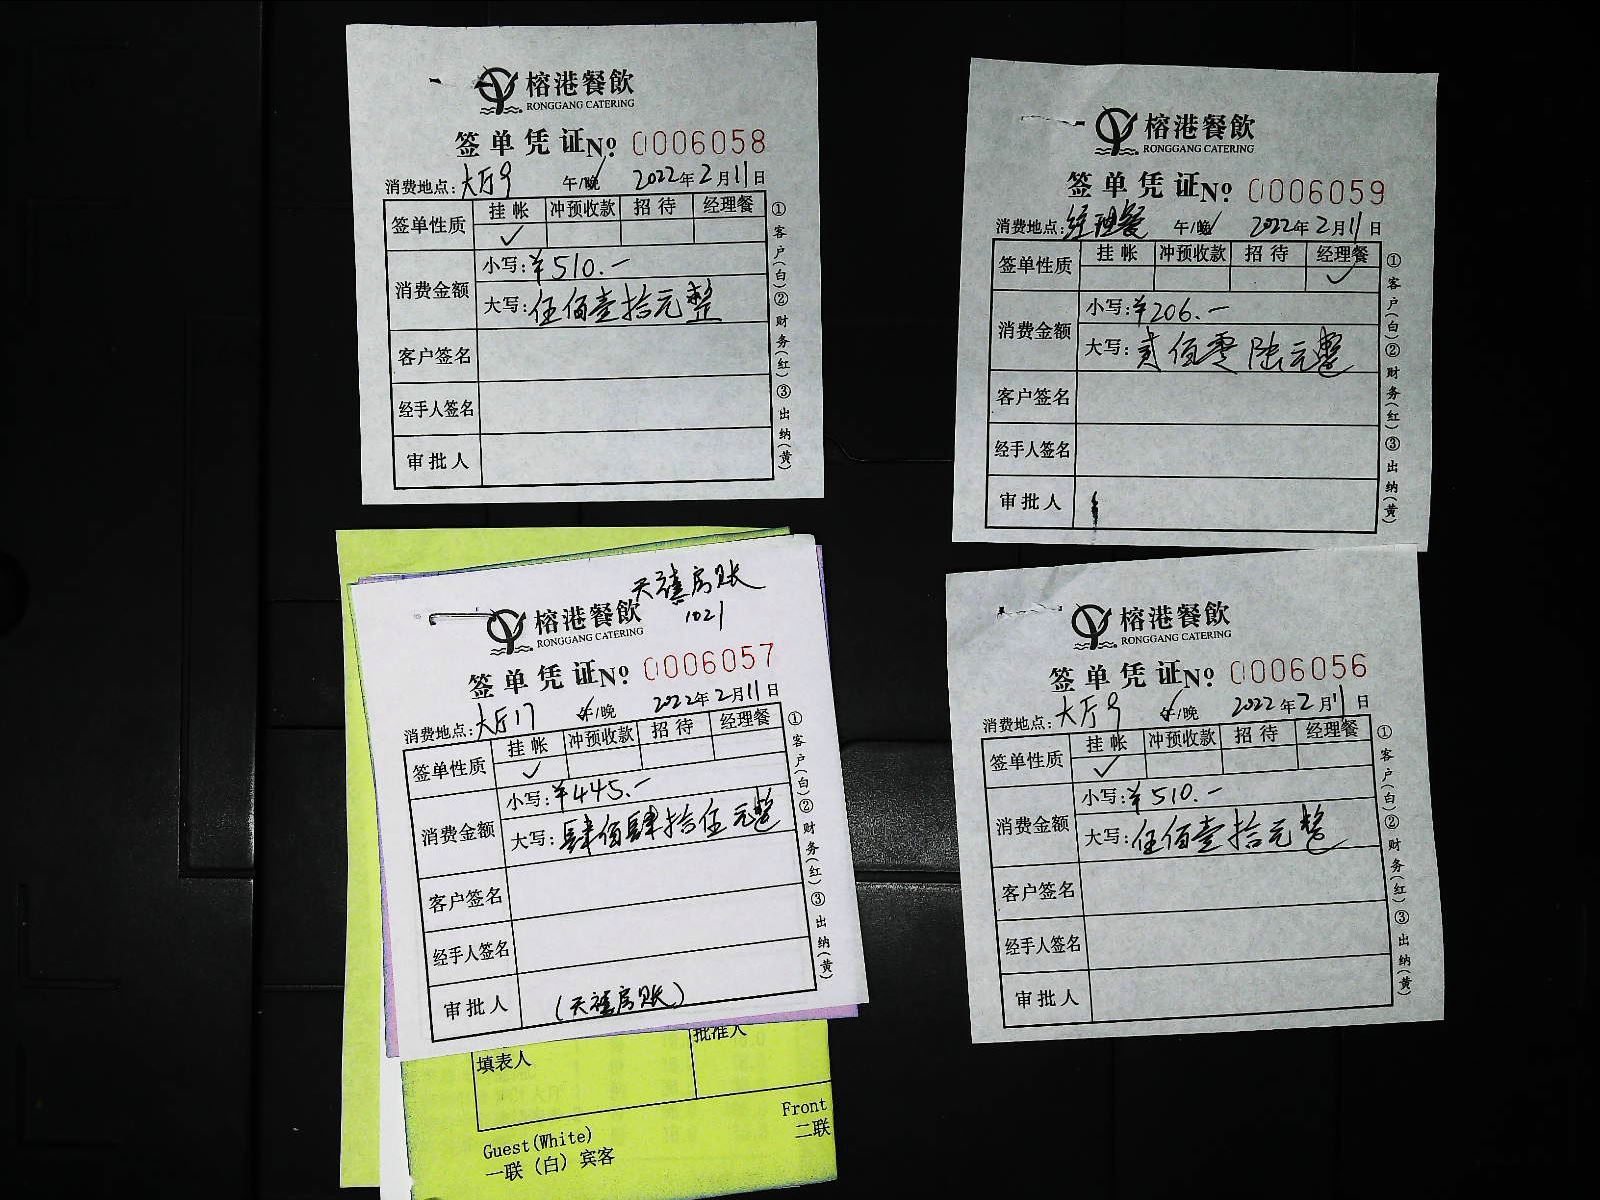 榕港餐飲
RONGGANG CATERING
签单凭证№ 0006058
消费地点:大厅9 午/晚 2022年2月11日
签单性质 挂帐 冲预收款 招待 经理餐
✓
消费金额 小写:¥510.一
大写:伍佰壹拾元整
客户签名
经手人签名
审批人
①客户(白)②财务(红)③出纳(黄)
榕港餐飲
RONGGANG CATERING
签单凭证№ 0006059
消费地点:经理餐 午/晚 2022年2月11日
签单性质 挂帐 冲预收款 招待 经理餐
✓
消费金额 小写:¥206.一
大写:贰佰零陆元整
客户签名
经手人签名
审批人
①客户(白)②财务(红)③出纳(黄)
天禧房账
1021
榕港餐飲
RONGGANG CATERING
签单凭证№ 0006057
消费地点:大厅17 午/晚 2022年2月11日
签单性质 挂帐 冲预收款 招待 经理餐
✓
消费金额 小写:¥445.一
大写:肆佰肆拾伍元整
客户签名
经手人签名
审批人 (天禧房账)
①客户(白)②财务(红)③出纳(黄)
填表人 批准人
Guest(White) Front
一联(白)宾客 二联
榕港餐飲
RONGGANG CATERING
签单凭证№ 0006056
消费地点:大厅9 午/晚 2022年2月11日
签单性质 挂帐 冲预收款 招待 经理餐
✓
消费金额 小写:¥510.一
大写:伍佰壹拾元整
客户签名
经手人签名
审批人
①客户(白)②财务(红)③出纳(黄)